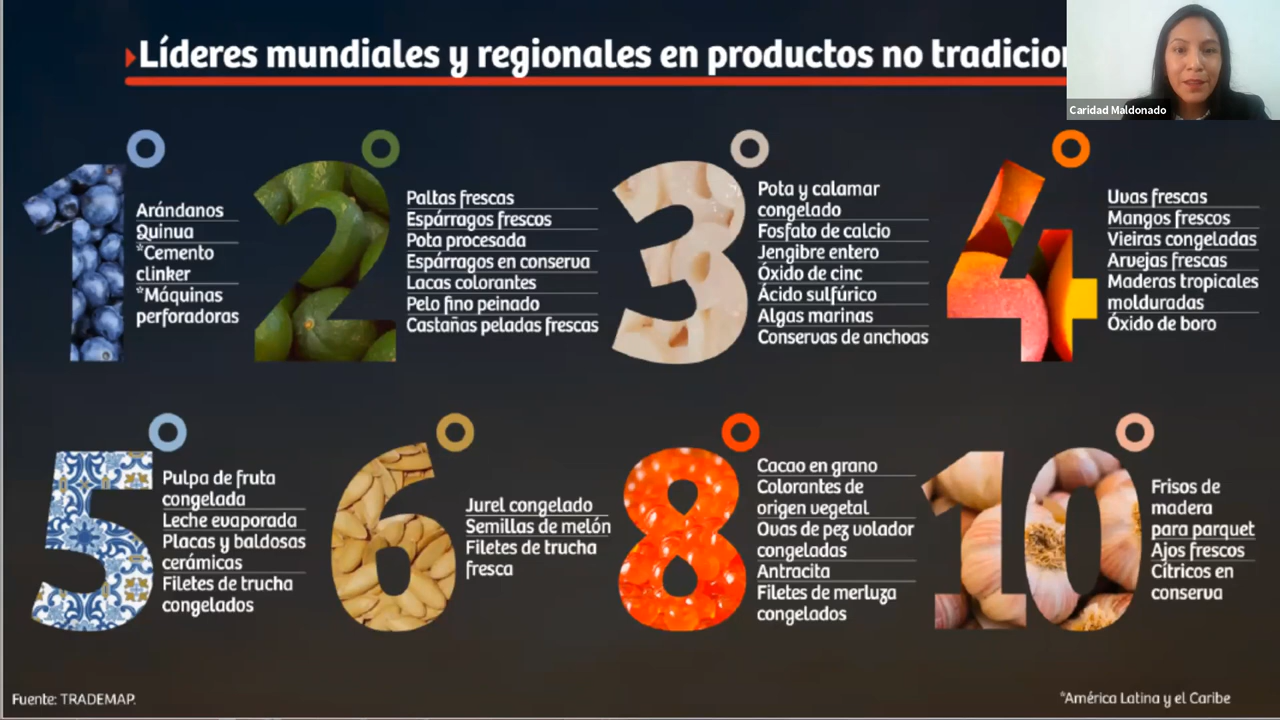 Líderes mundiales y regionales en productos no
Caridad Maldonado
1°
Arándanos
Quinua
*Cemento
clinker
*Máquinas
perforadoras
2°
Paltas frescas
Espárragos frescos
Pota procesada
Espárragos en conserva
Lacas colorantes
Pelo fino peinado
Castañas peladas frescas
3°
Pota y calamar
congelado
Fosfato de calcio
Jengibre entero
Óxido de cinc
Ácido sulfúrico
Algas marinas
Conservas de anchoas
4°
Uvas frescas
Mangos frescos
Vieiras congeladas
Arvejas frescas
Maderas tropicales
molduradas
Óxido de boro
5°
Pulpa de fruta
congelada
Leche evaporada
Placas y baldosas
cerámicas
Filetes de trucha
congelados
6°
Jurel congelado
Semillas de melón
Filetes de trucha
fresca
8°
Cacao en grano
Colorantes de
origen vegetal
Ovas de pez volador
congeladas
Antracita
Filetes de merluza
congelados
10°
Frisos de
madera
para parquet
Ajos frescos
Cítricos en
conserva
Fuente: TRADEMAP.
*América Latina y el Caribe